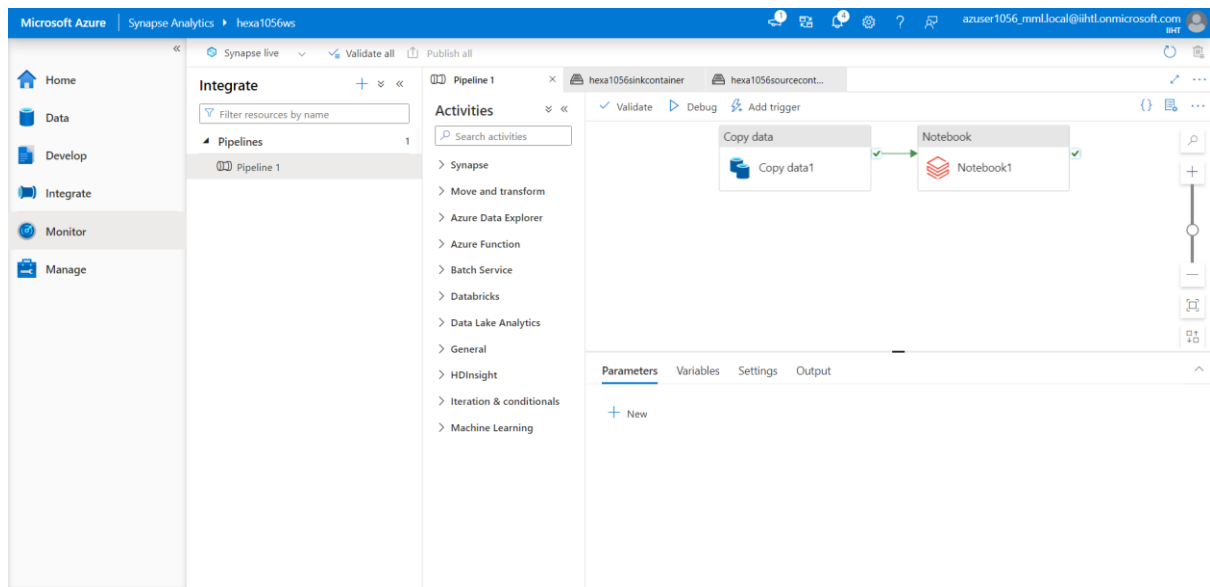 Microsoft Azure
Synapse Analytics
hexa1056ws
1
4
azuser1056_mml.local@iihtl.onmicrosoft.com
IIHT
Synapse live
Validate all
Publish all
Home
Data
Develop
Integrate
Monitor
Manage
Integrate
Filter resources by name
Pipelines
1
Pipeline 1
Pipeline 1
hexa1056sinkcontainer
hexa1056sourcecont...
Activities
Search activities
Synapse
Move and transform
Azure Data Explorer
Azure Function
Batch Service
Databricks
Data Lake Analytics
General
HDInsight
Iteration & conditionals
Machine Learning
Validate
Debug
Add trigger
Copy data
Copy data1
Notebook
Notebook1
Parameters
Variables
Settings
Output
New